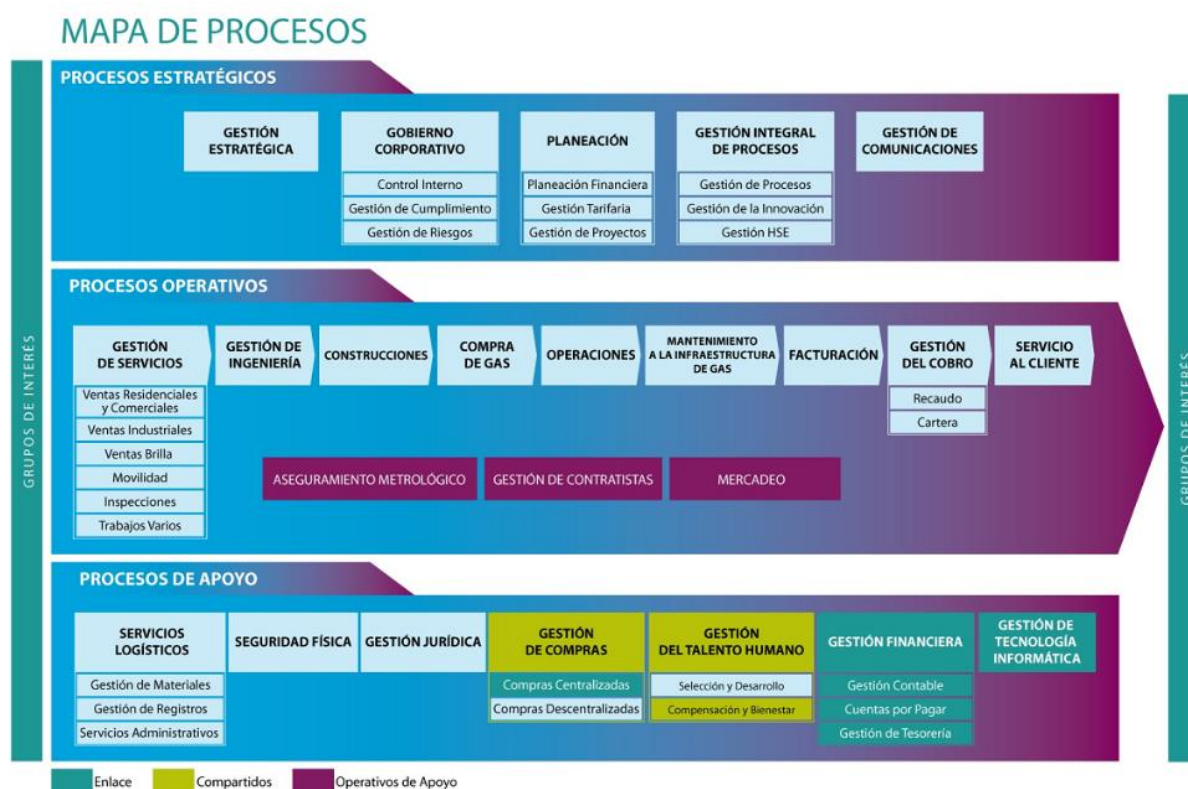 MAPA DE PROCESOS
GRUPOS DE INTERÉS
PROCESOS ESTRATÉGICOS
GESTIÓN
ESTRATÉGICA
GOBIERNO
CORPORATIVO
Control Interno
Gestión de Cumplimiento
Gestión de Riesgos
PLANEACIÓN
Planeación Financiera
Gestión Tarifaria
Gestión de Proyectos
GESTIÓN INTEGRAL
DE PROCESOS
Gestión de Procesos
Gestión de la Innovación
Gestión HSE
GESTIÓN DE
COMUNICACIONES
PROCESOS OPERATIVOS
GESTIÓN
DE SERVICIOS
Ventas Residenciales
y Comerciales
Ventas Industriales
Ventas Brilla
Movilidad
Inspecciones
Trabajos Varios
GESTIÓN DE
INGENIERÍA
CONSTRUCCIONES
COMPRA
DE GAS
OPERACIONES
MANTENIMIENTO
A LA INFRAESTRUCTURA
DE GAS
FACTURACIÓN
GESTIÓN
DEL COBRO
Recaudo
Cartera
SERVICIO
AL CLIENTE
ASEGURAMIENTO METROLÓGICO
GESTIÓN DE CONTRATISTAS
MERCADEO
PROCESOS DE APOYO
SERVICIOS
LOGÍSTICOS
Gestión de Materiales
Gestión de Registros
Servicios Administrativos
SEGURIDAD FÍSICA
GESTIÓN JURÍDICA
GESTIÓN
DE COMPRAS
Compras Centralizadas
Compras Descentralizadas
GESTIÓN
DEL TALENTO HUMANO
Selección y Desarrollo
Compensación y Bienestar
GESTIÓN FINANCIERA
Gestión Contable
Cuentas por Pagar
Gestión de Tesorería
GESTIÓN DE
TECNOLOGÍA
INFORMÁTICA
GRUPOS DE INTERÉS
Enlace
Compartidos
Operativos de Apoyo